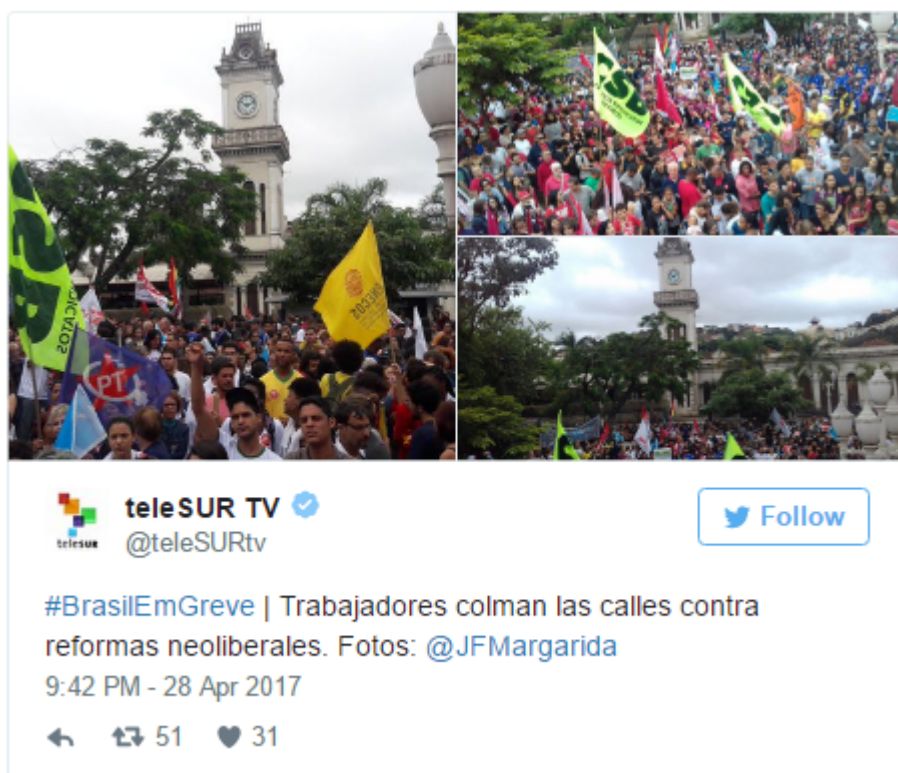 PT
teleSUR TV
@teleSURtv
Follow
telesur
#BrasilEmGreve | Trabajadores colman las calles contra
reformas neoliberales. Fotos: @JFMargarida
9:42 PM - 28 Apr 2017
51
31